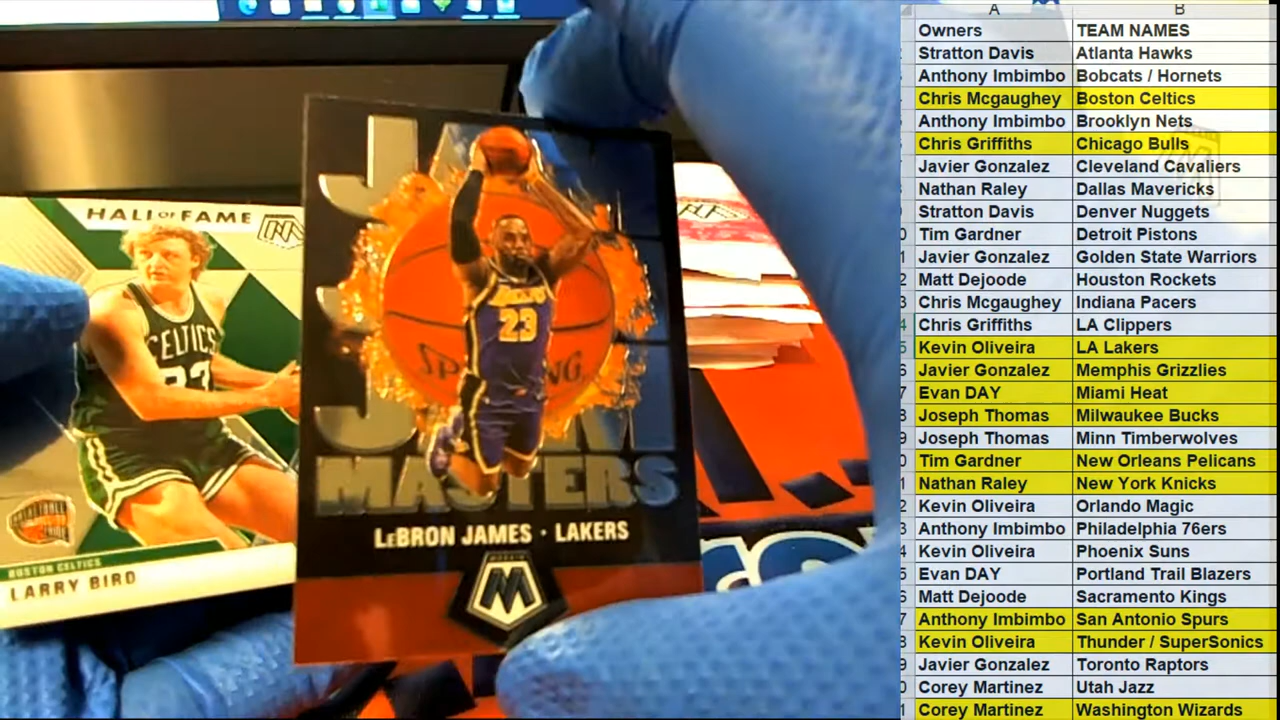 HALL OF FAME
CELTICS
33
BOSTON CELTICS
LARRY BIRD
JAM
MASTERS
LAKERS
23
SPALDING
LEBRON JAMES · LAKERS
MOSAIC
M
A B
Owners TEAM NAMES
Stratton Davis Atlanta Hawks
Anthony Imbimbo Bobcats / Hornets
Chris Mcgaughey Boston Celtics
Anthony Imbimbo Brooklyn Nets
Chris Griffiths Chicago Bulls
Javier Gonzalez Cleveland Cavaliers
Nathan Raley Dallas Mavericks
Stratton Davis Denver Nuggets
Tim Gardner Detroit Pistons
Javier Gonzalez Golden State Warriors
Matt Dejoode Houston Rockets
Chris Mcgaughey Indiana Pacers
Chris Griffiths LA Clippers
Kevin Oliveira LA Lakers
Javier Gonzalez Memphis Grizzlies
Evan DAY Miami Heat
Joseph Thomas Milwaukee Bucks
Joseph Thomas Minn Timberwolves
Tim Gardner New Orleans Pelicans
Nathan Raley New York Knicks
Kevin Oliveira Orlando Magic
Anthony Imbimbo Philadelphia 76ers
Kevin Oliveira Phoenix Suns
Evan DAY Portland Trail Blazers
Matt Dejoode Sacramento Kings
Anthony Imbimbo San Antonio Spurs
Kevin Oliveira Thunder / SuperSonics
Javier Gonzalez Toronto Raptors
Corey Martinez Utah Jazz
Corey Martinez Washington Wizards